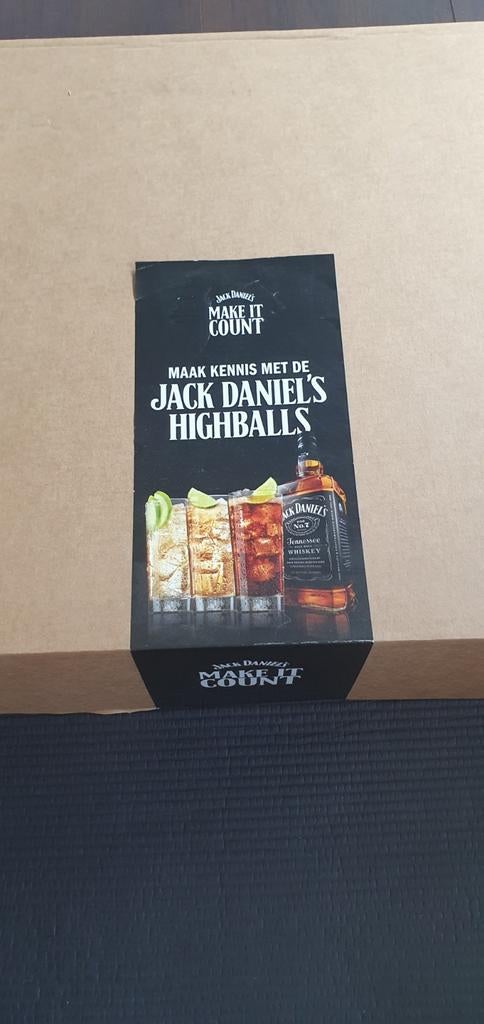 JACK DANIEL'S
MAKE IT
COUNT
MAAK KENNIS MET DE
JACK DANIEL'S
HIGHBALLS
JACK DANIEL'S
OLD
No.7
Tennessee
WHISKEY
JACK DANIEL'S
MAKE IT
COUNT